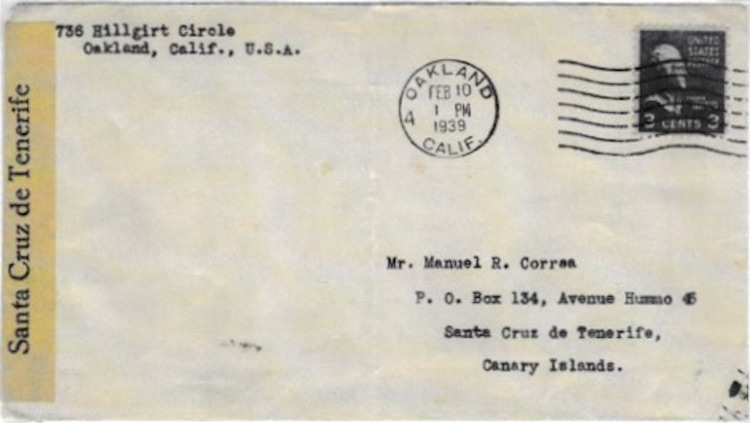 736 Hillgirt Circle
Oakland, Calif., U.S.A.
Santa Cruz de Tenerife
OAKLAND
CALIF.
4
FEB 10
1 PM
1939
UNITED
STATES
3 CENTS 3
Mr. Manuel R. Correa
P. O. Box 134, Avenue Hummo 45
Santa Cruz de Tenerife,
Canary Islands.